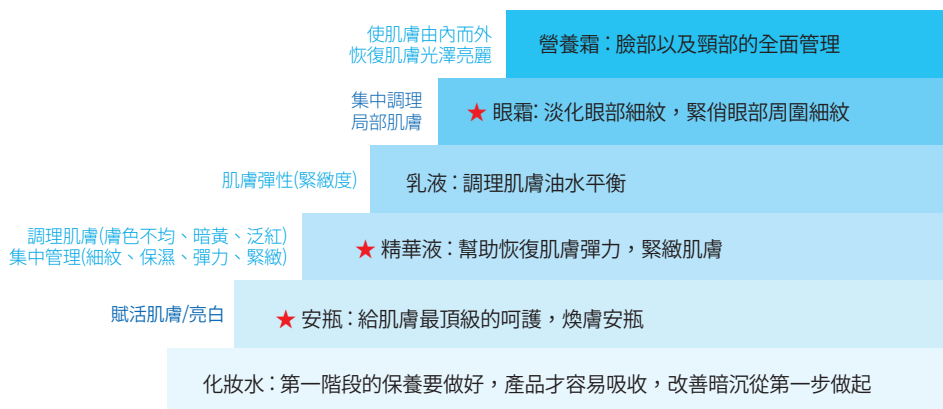 使肌膚由內而外
恢復肌膚光澤亮麗
營養霜：臉部以及頸部的全面管理
集中調理
局部肌膚
★ 眼霜：淡化眼部細紋，緊俏眼部周圍細紋
肌膚彈性(緊緻度)
乳液：調理肌膚油水平衡
調理肌膚(膚色不均、暗黃、泛紅)
集中管理(細紋、保濕、彈力、緊緻)
★ 精華液：幫助恢復肌膚彈力，緊緻肌膚
賦活肌膚/亮白
★ 安瓶：給肌膚最頂級的呵護，煥膚安瓶
化妝水：第一階段的保養要做好，產品才容易吸收，改善暗沉從第一步做起